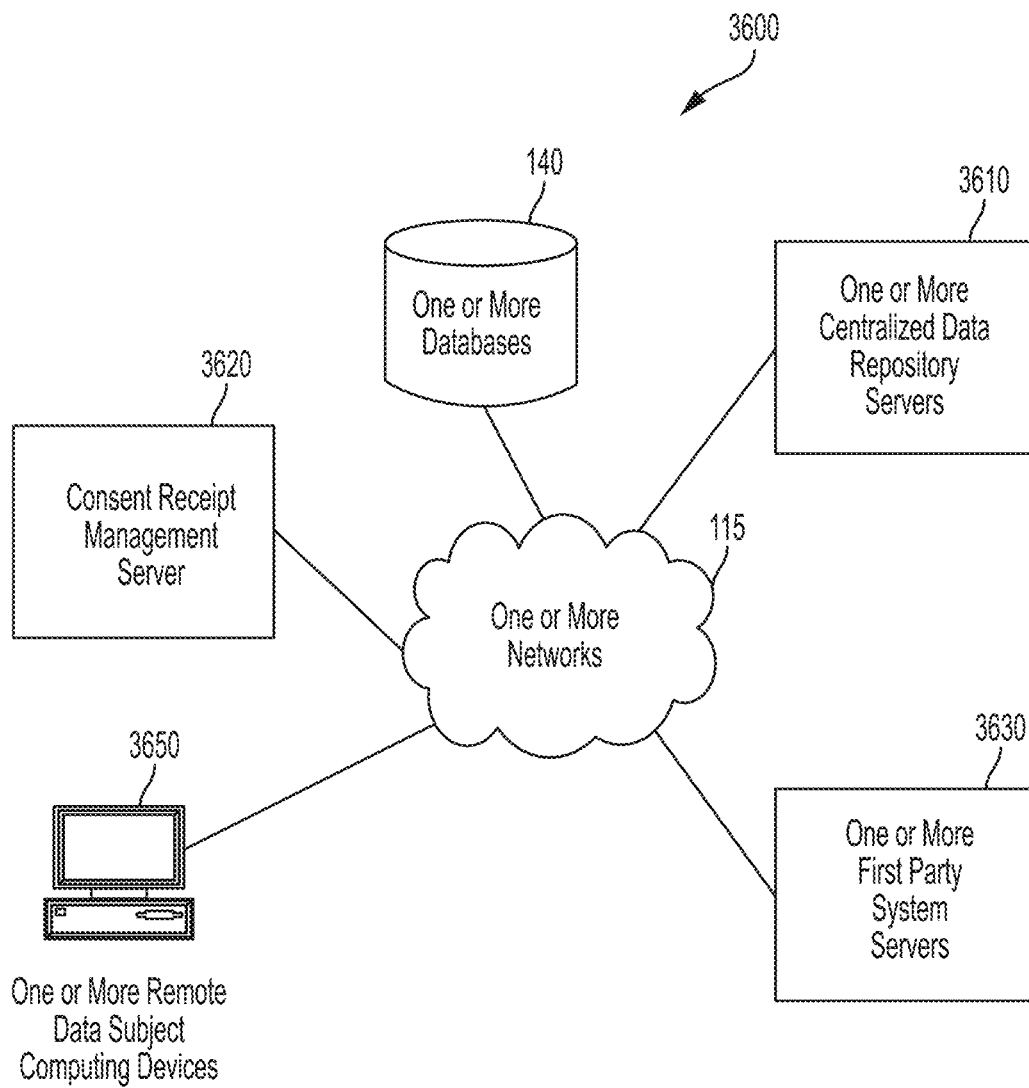 3600
140
One or More
Databases
3610
One or More
Centralized Data
Repository
Servers
3620
Consent Receipt
Management
Server
115
One or More
Networks
3650
One or More Remote
Data Subject
Computing Devices
3630
One or More
First Party
System
Servers